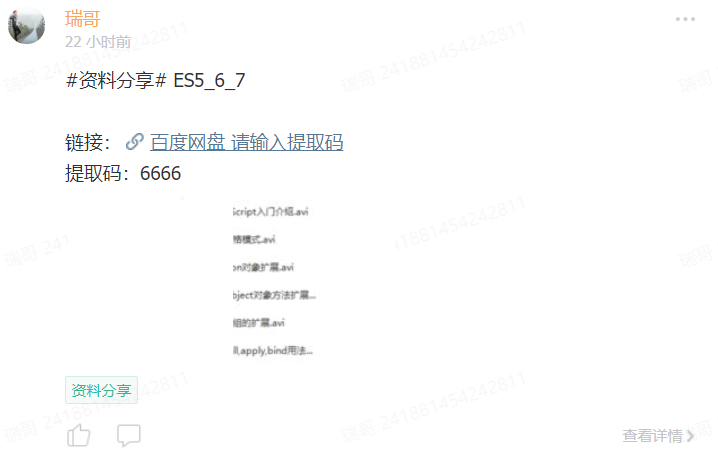 瑞哥
22 小时前
#资料分享# ES5_6_7
链接： 百度网盘 请输入提取码
提取码：6666
Script入门介绍.avi
格模式.avi
on对象扩展.avi
bject对象方法扩展...
组的扩展.avi
ll,apply,bind用法...
资料分享
查看详情
瑞哥 241881454242811